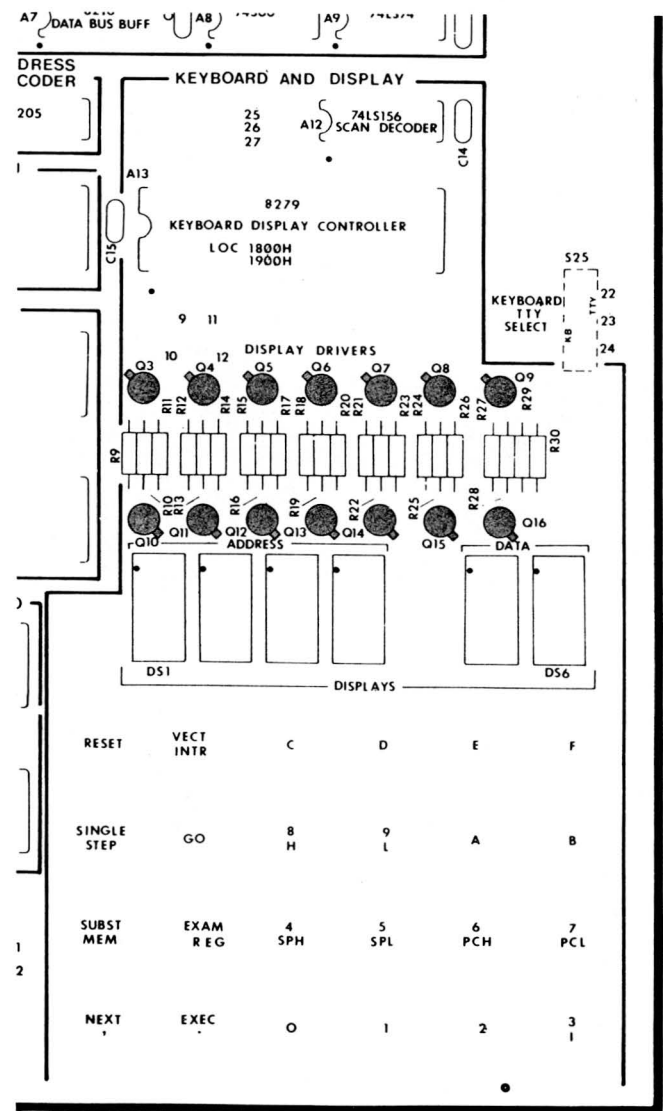 A7
DATA BUS BUFF
A8
A9
DRESS
CODER
205
KEYBOARD AND DISPLAY
25
26
27
A12
74LS156
SCAN DECODER
C14
A13
8279
KEYBOARD DISPLAY CONTROLLER
LOC 1800H
1900H
C15
S25
KEYBOARD
TTY
SELECT
KB
TTY
22
23
24
9 11
10 12
DISPLAY DRIVERS
Q3 Q4 Q5 Q6 Q7 Q8 Q9
R11 R12 R14 R15 R17 R18 R20 R21 R23 R24 R26 R27 R29
R9 R30
R10 R13 R16 R19 R22 R25 R28
Q10 Q11 Q12 Q13 Q14 Q15 Q16
ADDRESS DATA
DS1 DS6
DISPLAYS
RESET VECT INTR C D E F
SINGLE STEP GO 8 H 9 L A B
SUBST MEM EXAM REG 4 SPH 5 SPL 6 PCH 7 PCL
1
2
NEXT , EXEC . 0 1 2 3 I